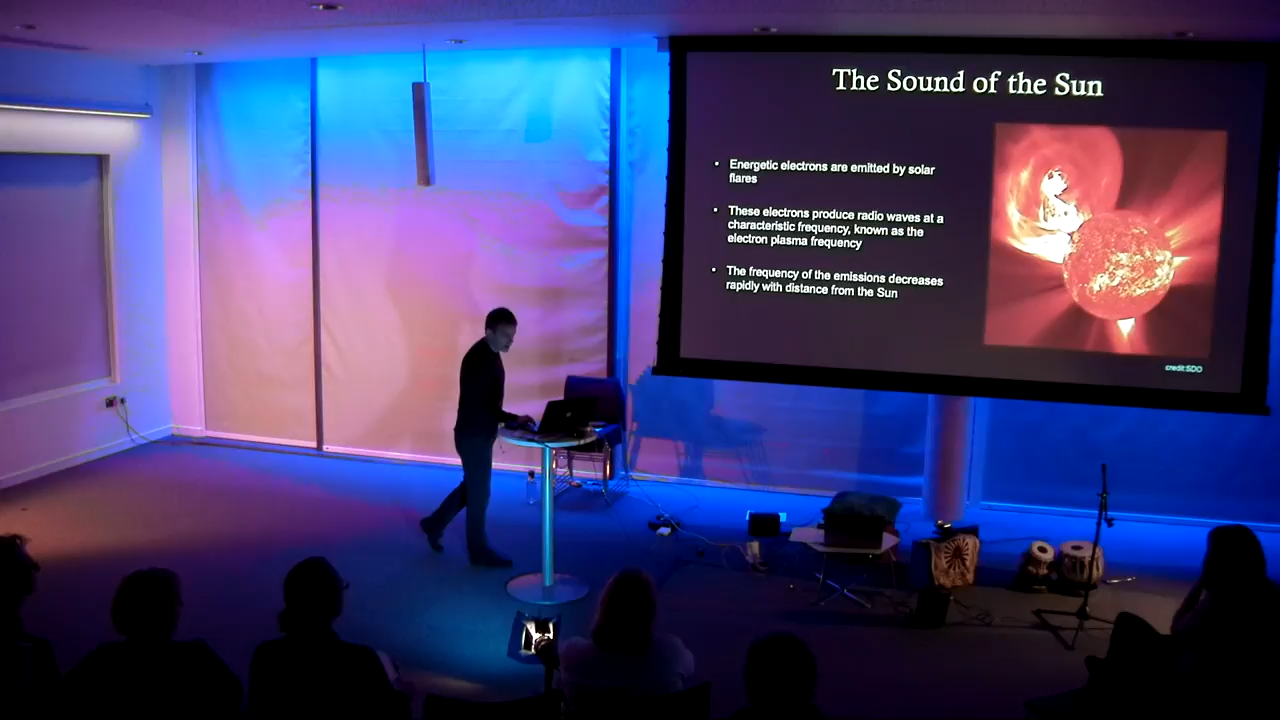 The Sound of the Sun
• Energetic electrons are emitted by solar
flares
• These electrons produce radio waves at a
characteristic frequency, known as the
electron plasma frequency
• The frequency of the emissions decreases
rapidly with distance from the Sun
credit:SDO